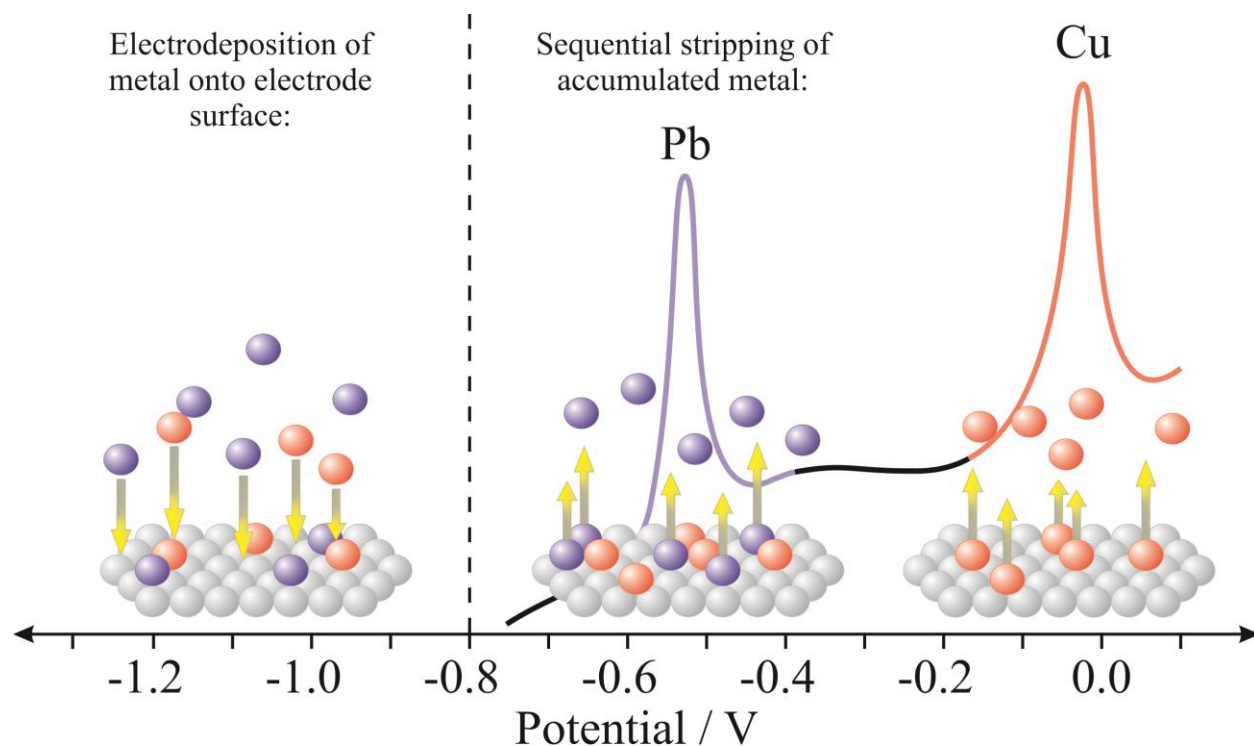 Electrodeposition of
metal onto electrode
surface:
Sequential stripping of
accumulated metal:
Pb
Cu
-1.2
-1.0
-0.8
-0.6
-0.4
-0.2
0.0
Potential / V